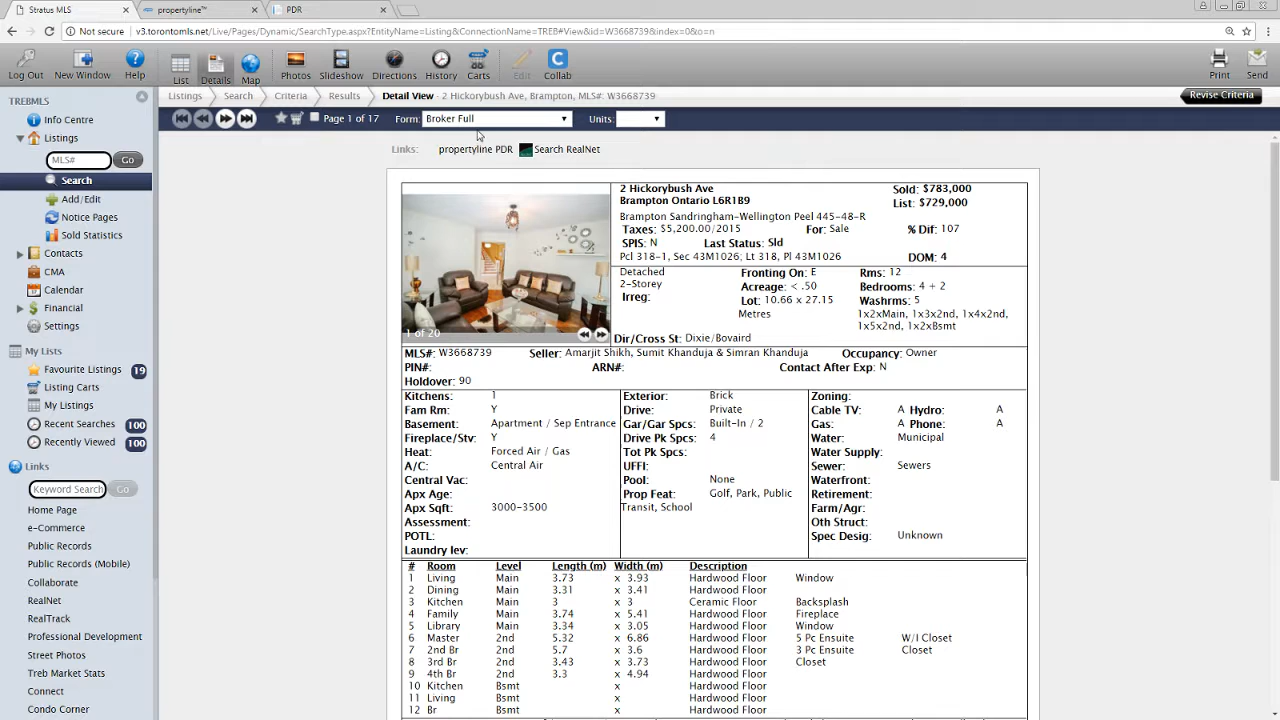 Stratus MLS
propertyline™
PDR
Not secure
v3.torontomls.net/Live/Pages/Dynamic/SearchType.aspx?EntityName=Listing&ConnectionName=TREB#View&id=W3668739&index=0&o=n
Log Out
New Window
Help
List
Details
Map
Photos
Slideshow
Directions
History
Carts
Edit
Collab
Print
Send
TREBMLS
Listings
Search
Criteria
Results
Detail View - 2 Hickorybush Ave, Brampton, MLS#: W3668739
Revise Criteria
Page 1 of 17
Form:
Broker Full
Units:
Links:
propertyline PDR
Search RealNet
Info Centre
Listings
MLS#
Go
Search
Add/Edit
Notice Pages
Sold Statistics
Contacts
CMA
Calendar
Financial
Settings
My Lists
Favourite Listings
19
Listing Carts
My Listings
Recent Searches
100
Recently Viewed
100
Links
Keyword Search
Go
Home Page
e-Commerce
Public Records
Public Records (Mobile)
Collaborate
RealNet
RealTrack
Professional Development
Street Photos
Treb Market Stats
Connect
Condo Corner
1 of 20
2 Hickorybush Ave
Sold: $783,000
Brampton Ontario L6R1B9
List: $729,000
Brampton Sandringham-Wellington Peel 445-48-R
Taxes: $5,200.00/2015
For: Sale
% Dif: 107
SPIS: N
Last Status: Sld
Pcl 318-1, Sec 43M1026; Lt 318, Pl 43M1026
DOM: 4
Detached
Fronting On: E
Rms: 12
2-Storey
Acreage: < .50
Bedrooms: 4 + 2
Irreg:
Lot: 10.66 x 27.15
Washrms: 5
Metres
1x2xMain, 1x3x2nd, 1x4x2nd,
1x5x2nd, 1x2xBsmt
Dir/Cross St: Dixie/Bovaird
MLS#: W3668739
Seller: Amarjit Shikh, Sumit Khanduja & Simran Khanduja
Occupancy: Owner
PIN#:
ARN#:
Contact After Exp: N
Holdover: 90
Kitchens: 1
Exterior: Brick
Zoning:
Fam Rm: Y
Drive: Private
Cable TV: A Hydro: A
Basement: Apartment / Sep Entrance
Gar/Gar Spcs: Built-In / 2
Gas: A Phone: A
Fireplace/Stv: Y
Drive Pk Spcs: 4
Water: Municipal
Heat: Forced Air / Gas
Tot Pk Spcs:
Water Supply:
A/C: Central Air
UFFI:
Sewer: Sewers
Central Vac:
Pool: None
Waterfront:
Apx Age:
Prop Feat: Golf, Park, Public
Retirement:
Apx Sqft: 3000-3500
Transit, School
Farm/Agr:
Assessment:
Oth Struct:
POTL:
Spec Desig: Unknown
Laundry lev:
# Room Level Length (m) Width (m) Description
1 Living Main 3.73 x 3.93 Hardwood Floor Window
2 Dining Main 3.31 x 3.41 Hardwood Floor
3 Kitchen Main 3 x 3 Ceramic Floor Backsplash
4 Family Main 3.74 x 5.41 Hardwood Floor Fireplace
5 Library Main 3.34 x 3.05 Hardwood Floor Window
6 Master 2nd 5.32 x 6.86 Hardwood Floor 5 Pc Ensuite W/I Closet
7 2nd Br 2nd 5.7 x 3.6 Hardwood Floor 3 Pc Ensuite Closet
8 3rd Br 2nd 3.43 x 3.73 Hardwood Floor Closet
9 4th Br 2nd 3.3 x 4.94 Hardwood Floor
10 Kitchen Bsmt x Hardwood Floor
11 Living Bsmt x Hardwood Floor
12 Br Bsmt x Hardwood Floor